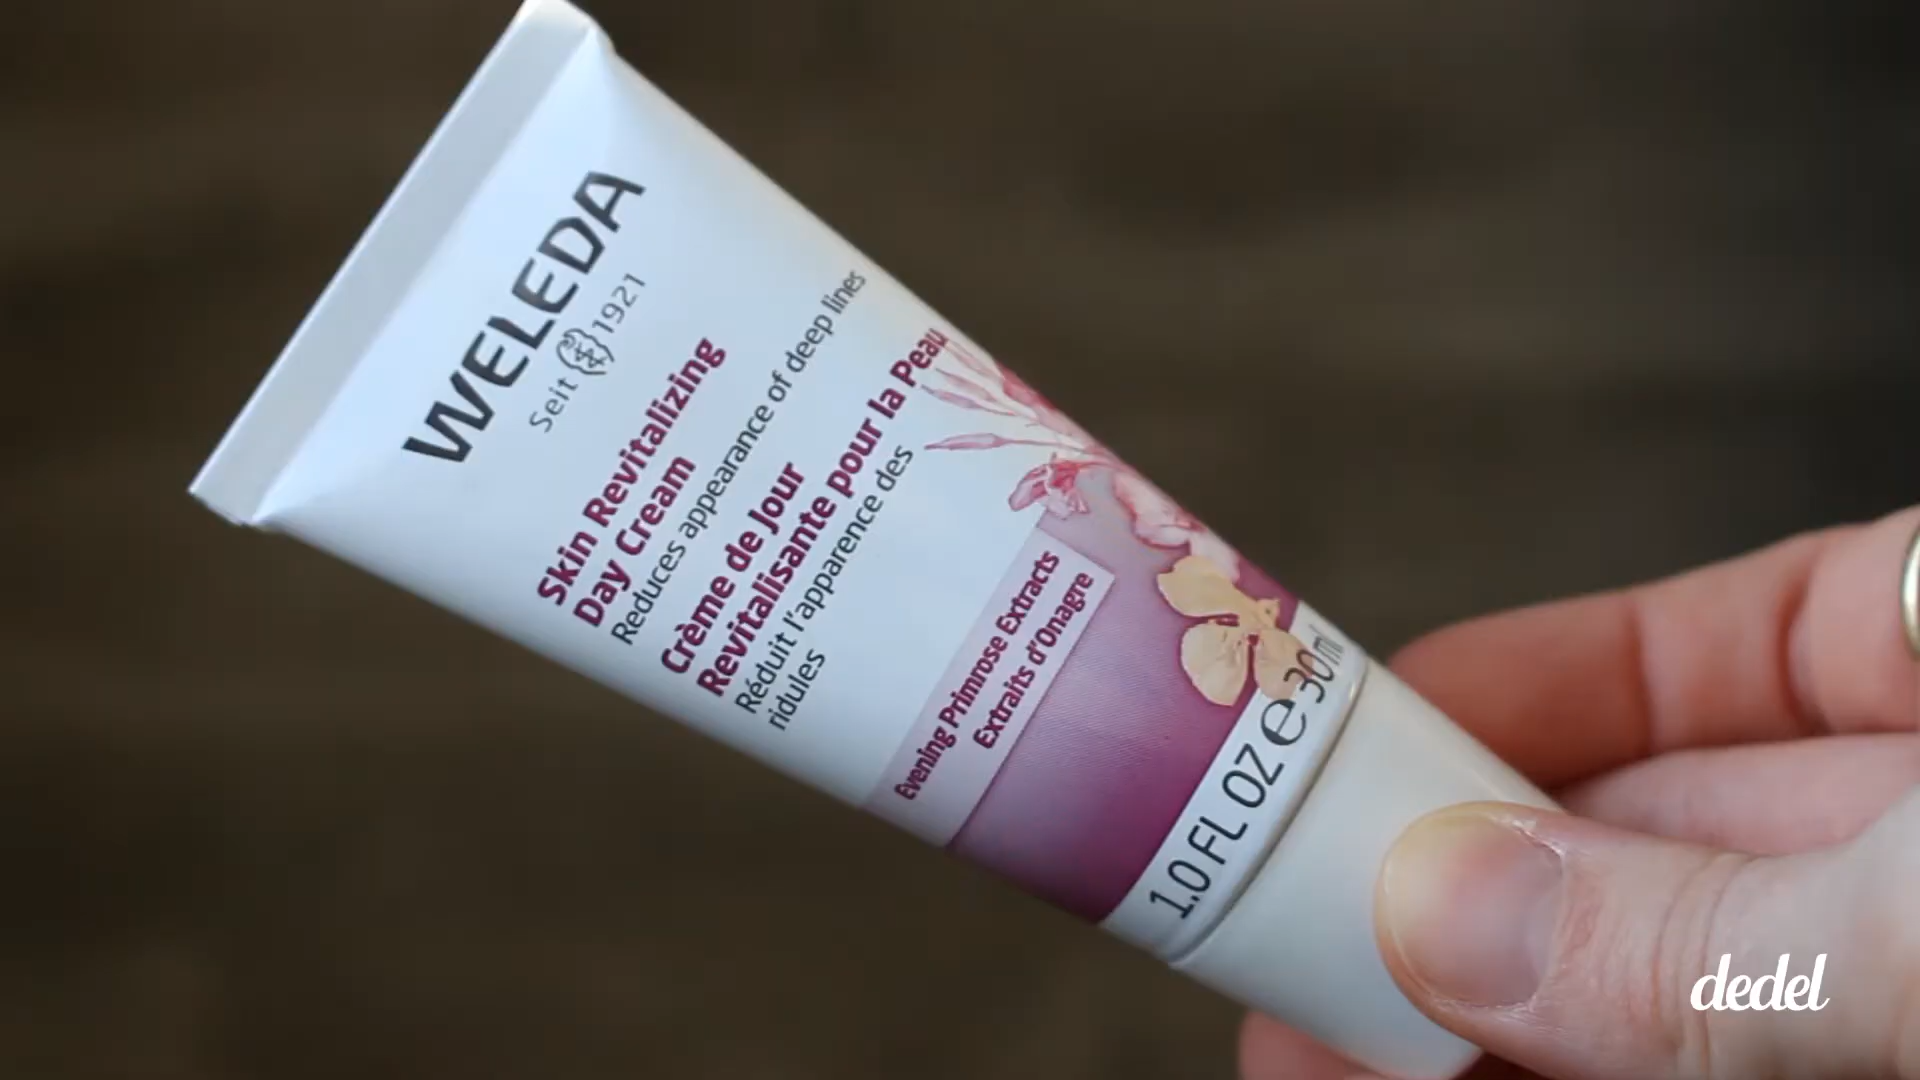 WELEDA
Seit 1921
Skin Revitalizing
Day Cream
Reduces appearance of deep lines
Crème de Jour
Revitalisante pour la Peau
Réduit l'apparence des
ridules
Evening Primrose Extracts
Extraits d'Onagre
1.0 FL OZ e 30 ml
dedel